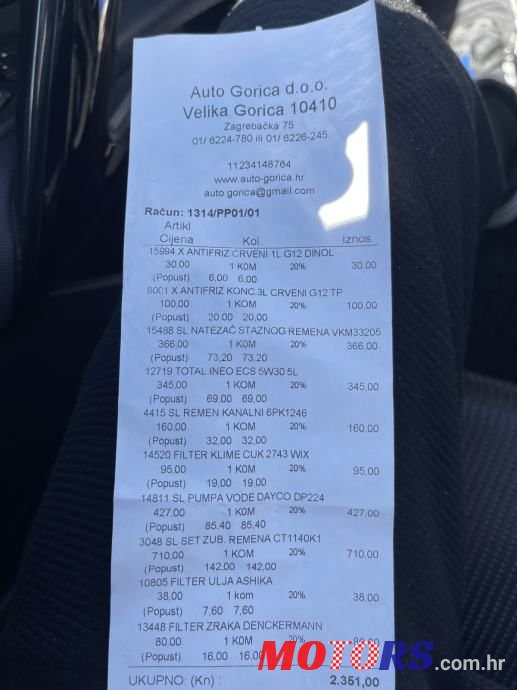 Auto Gorica d.o.o.
Velika Gorica 10410
Zagrebačka 75
01/ 6224-780 ili 01/ 6226-245
11234148764
www.auto-gorica.hr
auto.gorica@gmail.com
Račun: 1314/PP01/01
Artikl
Cijena Kol. Iznos
15994 X ANTIFRIZ CRVENI 1L G12 DINOL
30,00 1 KOM 20% 30,00
(Popust) 6,00 6,00
8001 X ANTIFRIZ KONC.3L CRVENI G12 TP
100,00 1 KOM 20% 100,00
(Popust) 20,00 20,00
15488 SL NATEZAČ STAZNOG REMENA VKM33205
366,00 1 KOM 20% 366,00
(Popust) 73,20 73,20
12719 TOTAL INEO ECS 5W30 5L
345,00 1 KOM 20% 345,00
(Popust) 69,00 69,00
4415 SL REMEN KANALNI 6PK1246
160,00 1 KOM 20% 160,00
(Popust) 32,00 32,00
14520 FILTER KLIME CUK 2743 WIX
95,00 1 KOM 20% 95,00
(Popust) 19,00 19,00
14811 SL PUMPA VODE DAYCO DP224
427,00 1 KOM 20% 427,00
(Popust) 85,40 85,40
3048 SL SET ZUB. REMENA CT1140K1
710,00 1 KOM 20% 710,00
(Popust) 142,00 142,00
10805 FILTER ULJA ASHIKA
38,00 1 kom 20% 38,00
(Popust) 7,60 7,60
13448 FILTER ZRAKA DENCKERMANN
80,00 1 KOM 20%
(Popust) 16,00 16,00
MOTORS.com.hr
UKUPNO: (Kn) : 2.351,00